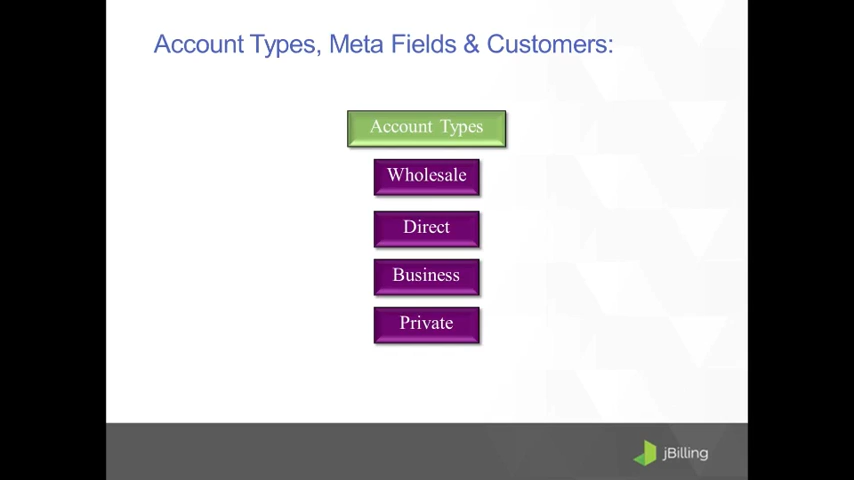 Account Types, Meta Fields & Customers:
Account Types
Wholesale
Direct
Business
Private
jBilling